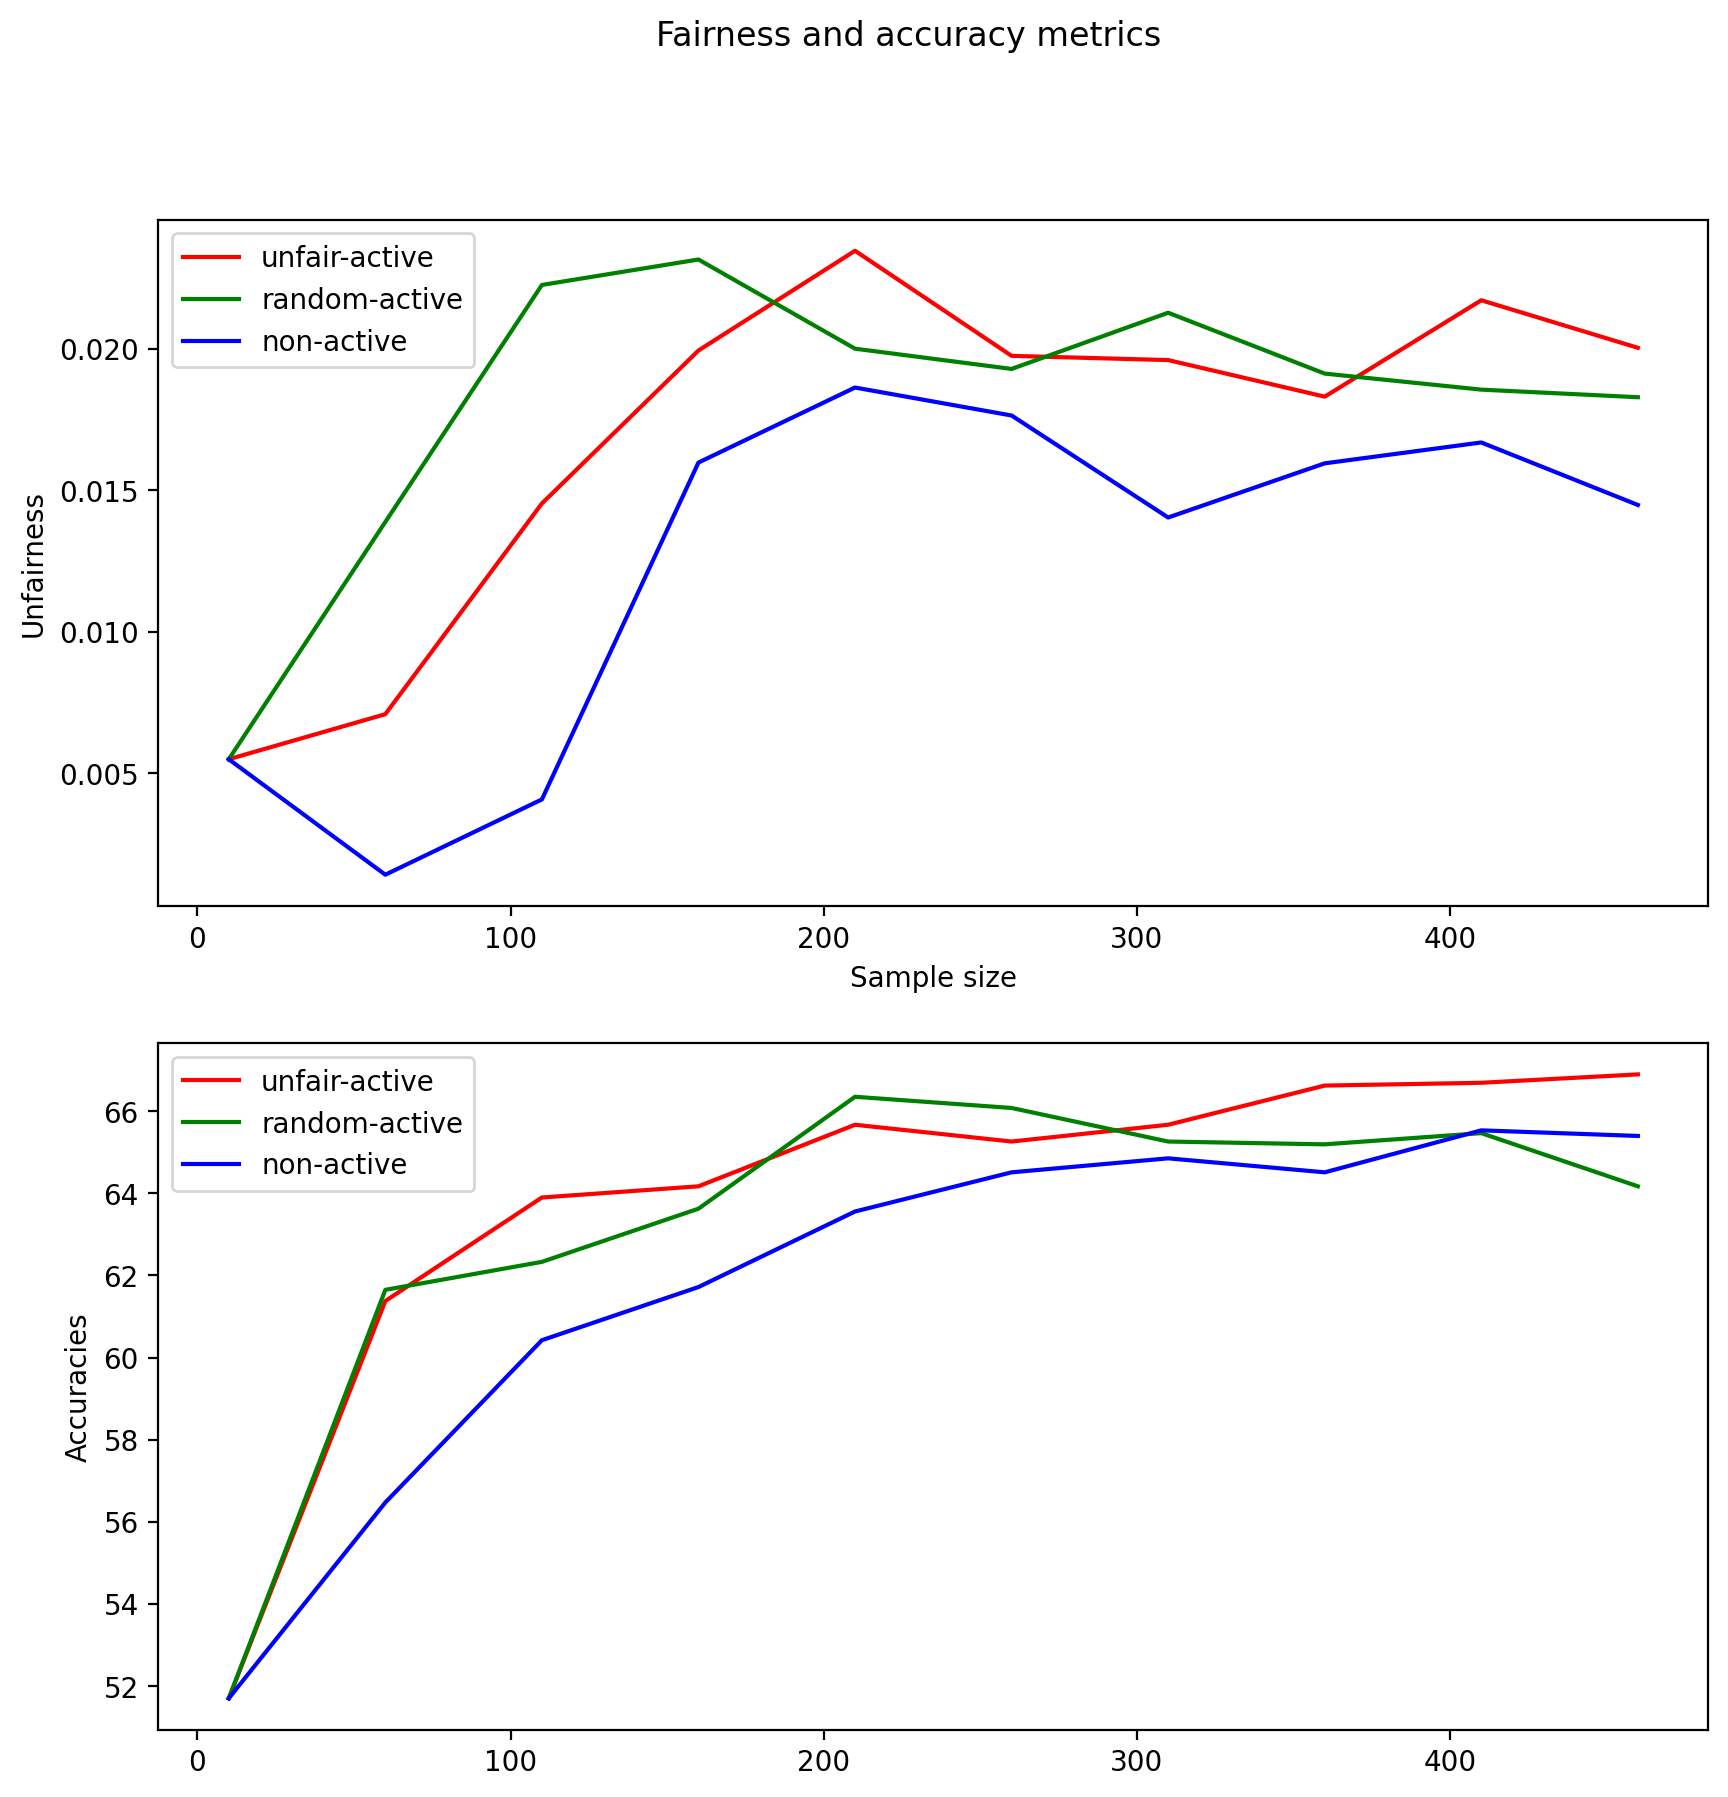 Fairness and accuracy metrics
unfair-active
random-active
non-active
0.020
0.015
0.010
0.005
Unfairness
0 100 200 300 400
Sample size
unfair-active
random-active
non-active
66
64
62
60
58
56
54
52
Accuracies
0 100 200 300 400